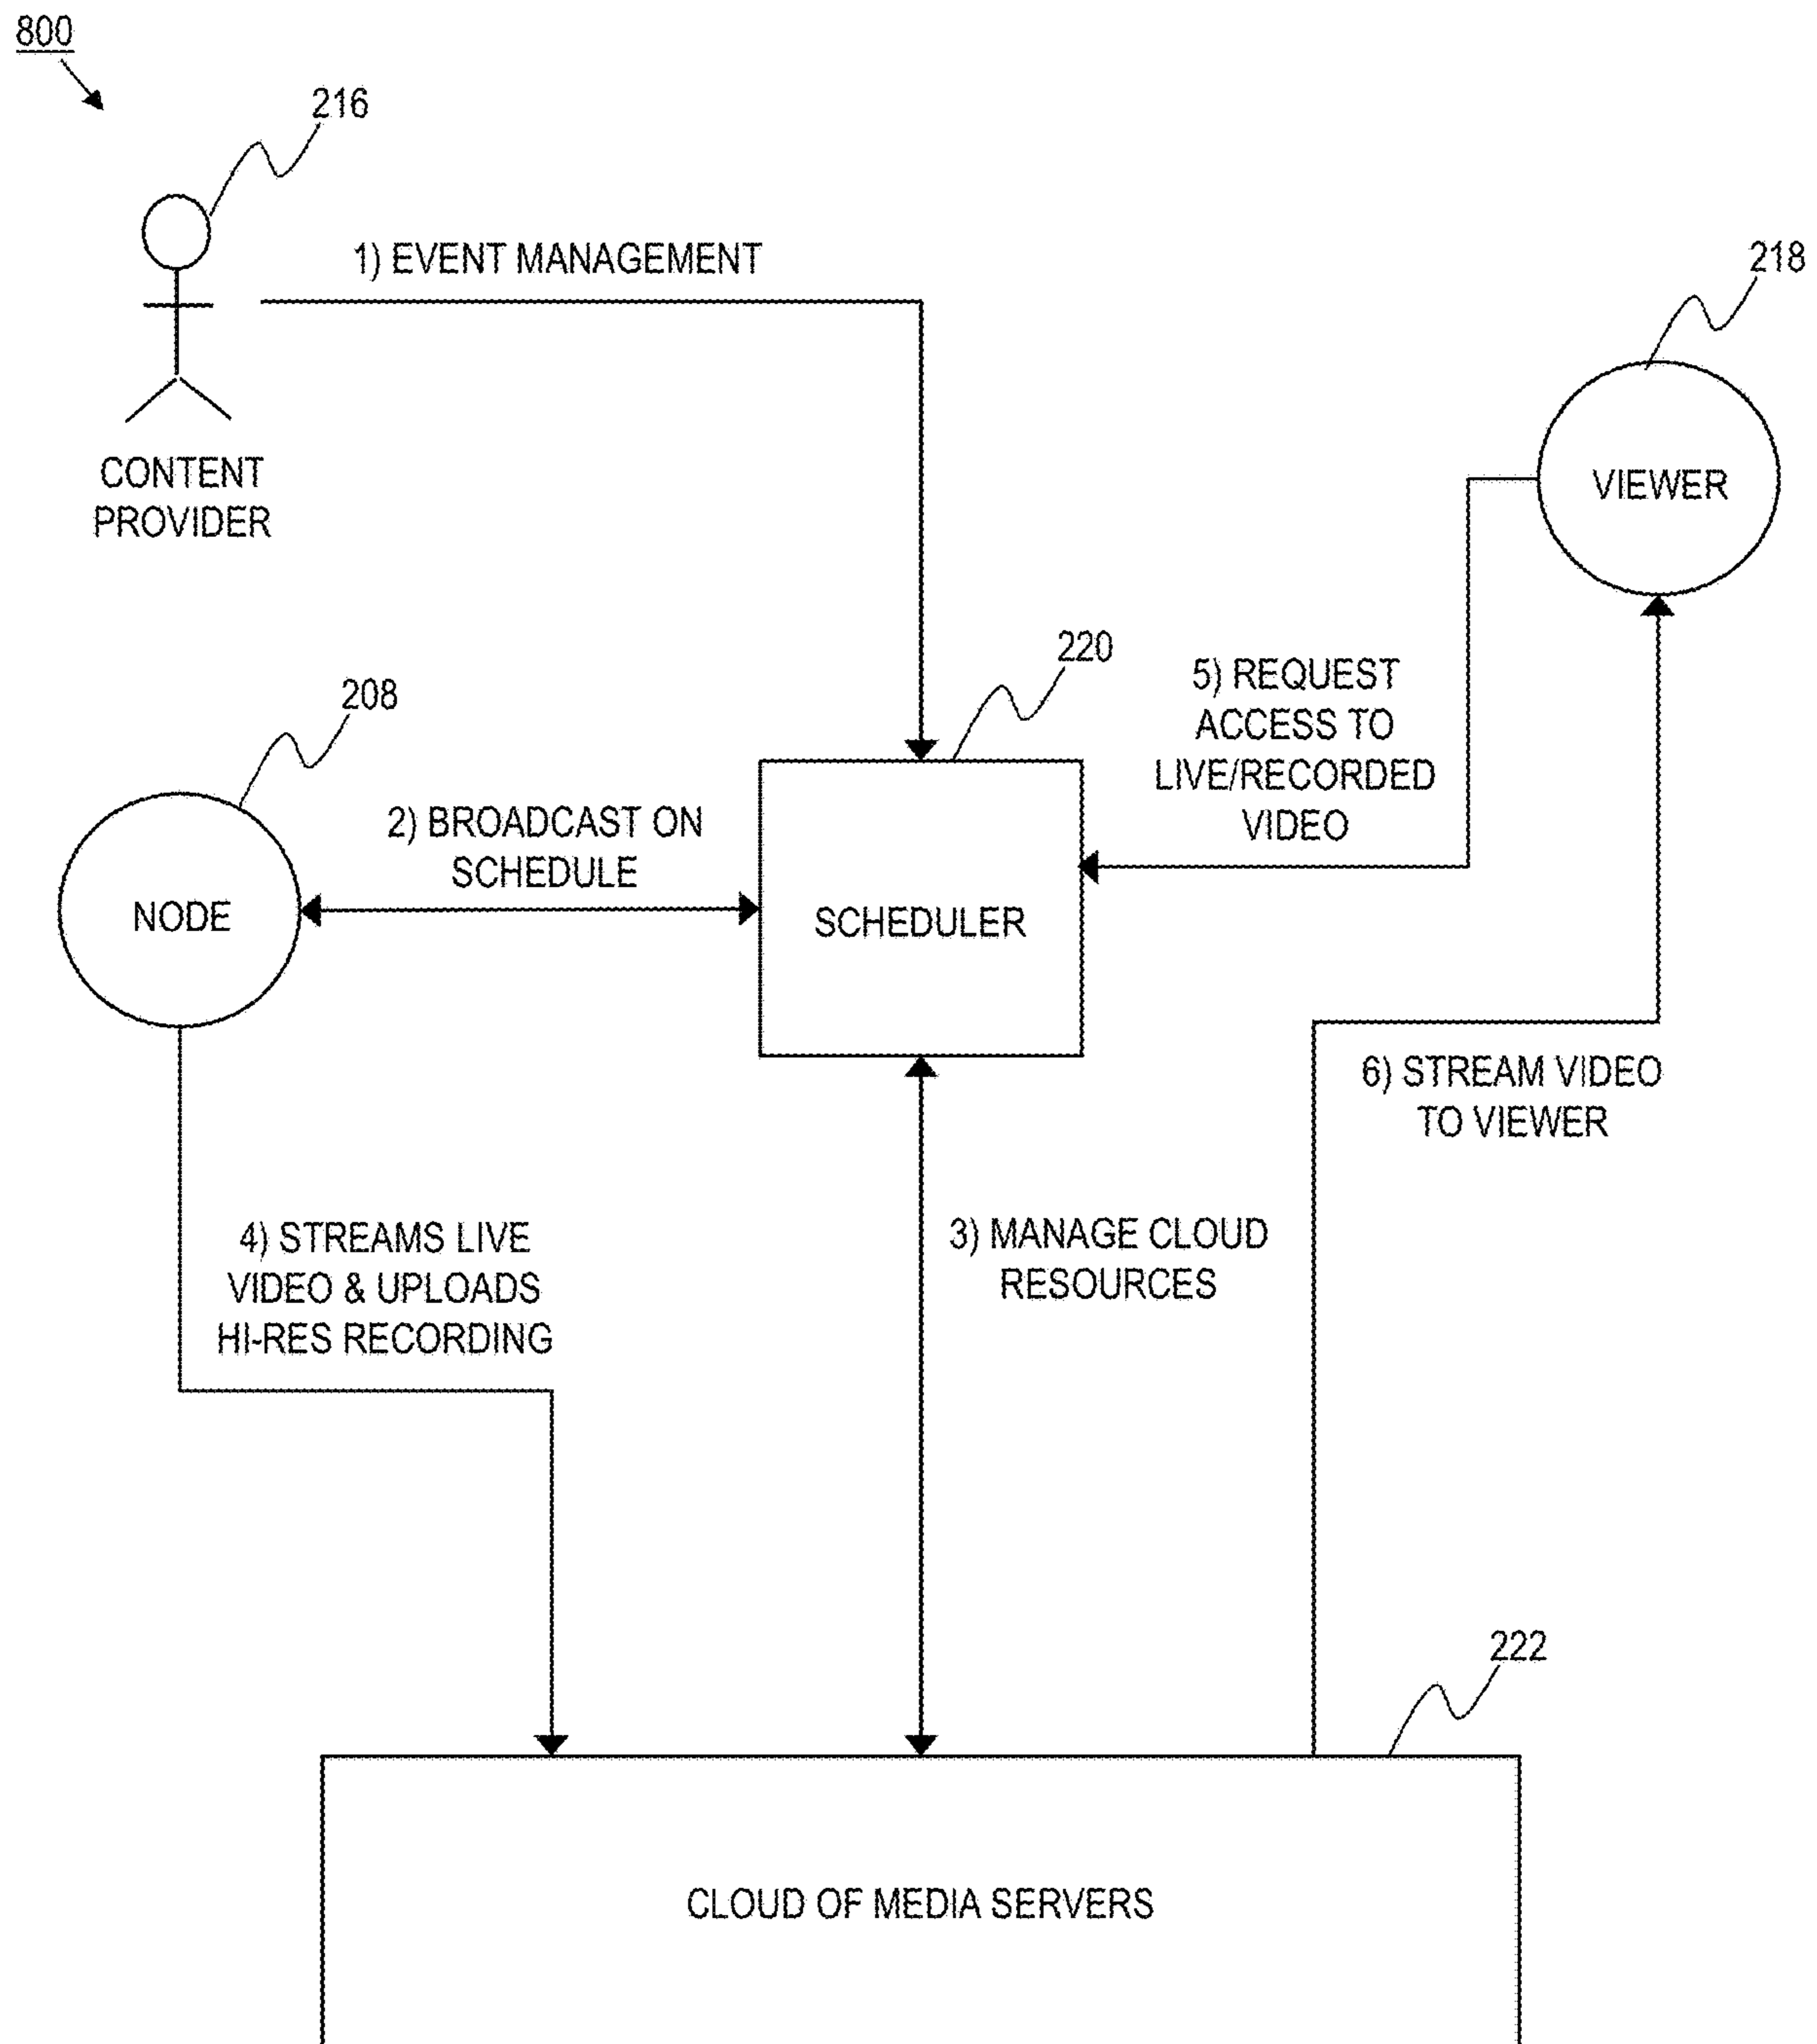 800
216
1) EVENT MANAGEMENT
218
CONTENT
PROVIDER
VIEWER
220
5) REQUEST
ACCESS TO
LIVE/RECORDED
VIDEO
208
2) BROADCAST ON
SCHEDULE
NODE
SCHEDULER
6) STREAM VIDEO
TO VIEWER
4) STREAMS LIVE
VIDEO & UPLOADS
HI-RES RECORDING
3) MANAGE CLOUD
RESOURCES
222
CLOUD OF MEDIA SERVERS